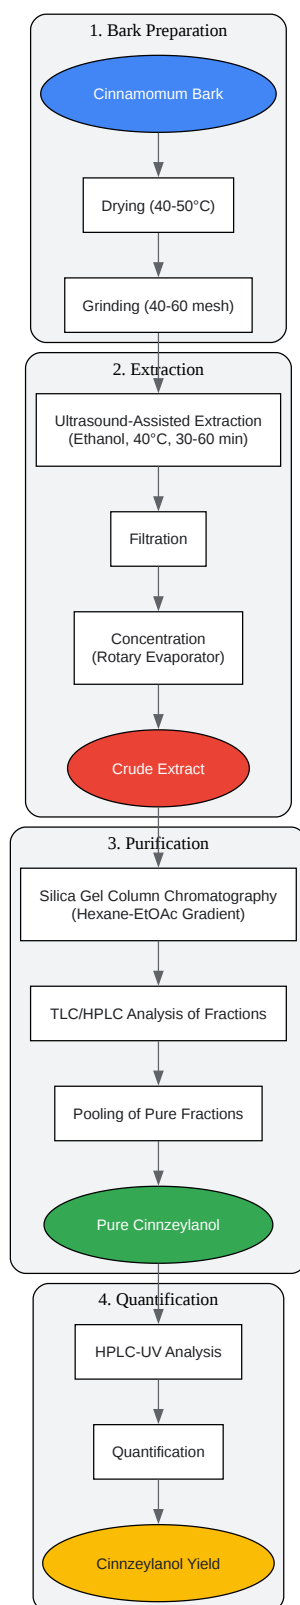 1. Bark Preparation
Cinnamomum Bark
Drying (40-50°C)
Grinding (40-60 mesh)
2. Extraction
Ultrasound-Assisted Extraction
(Ethanol, 40°C, 30-60 min)
Filtration
Concentration
(Rotary Evaporator)
Crude Extract
3. Purification
Silica Gel Column Chromatography
(Hexane-EtOAc Gradient)
TLC/HPLC Analysis of Fractions
Pooling of Pure Fractions
Pure Cinnzeylanol
4. Quantification
HPLC-UV Analysis
Quantification
Cinnzeylanol Yield